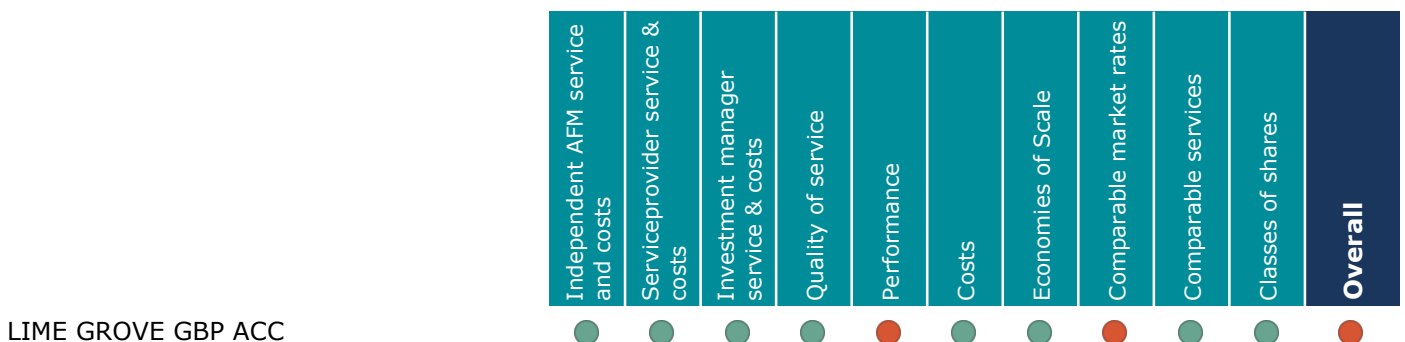 Independent AFM service
and costs
Serviceprovider service &
costs
Investment manager
service & costs
Quality of service
Performance
Costs
Economies of Scale
Comparable market rates
Comparable services
Classes of shares
Overall
LIME GROVE GBP ACC